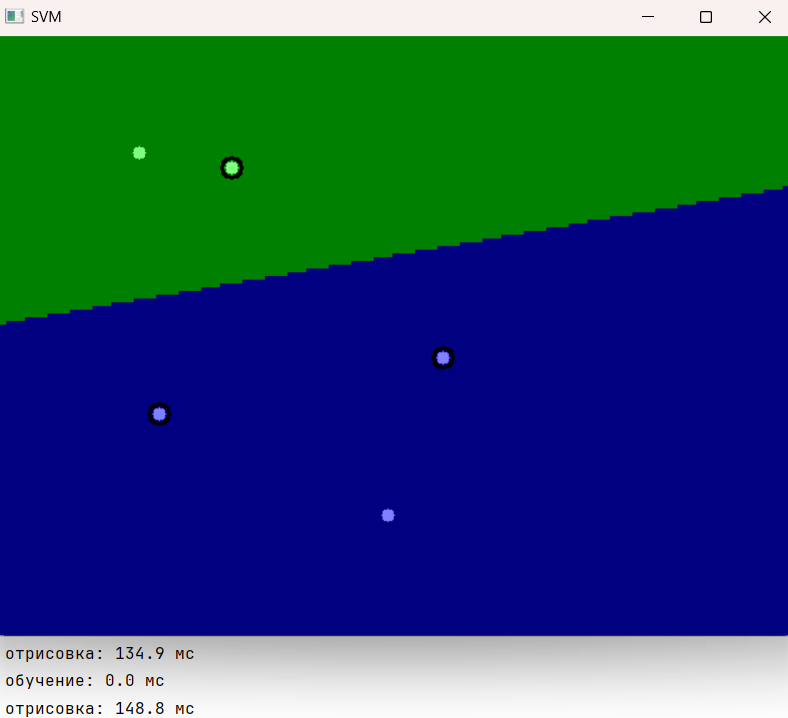 SVM
отрисовка: 134.9 мс
обучение: 0.0 мс
отрисовка: 148.8 мс